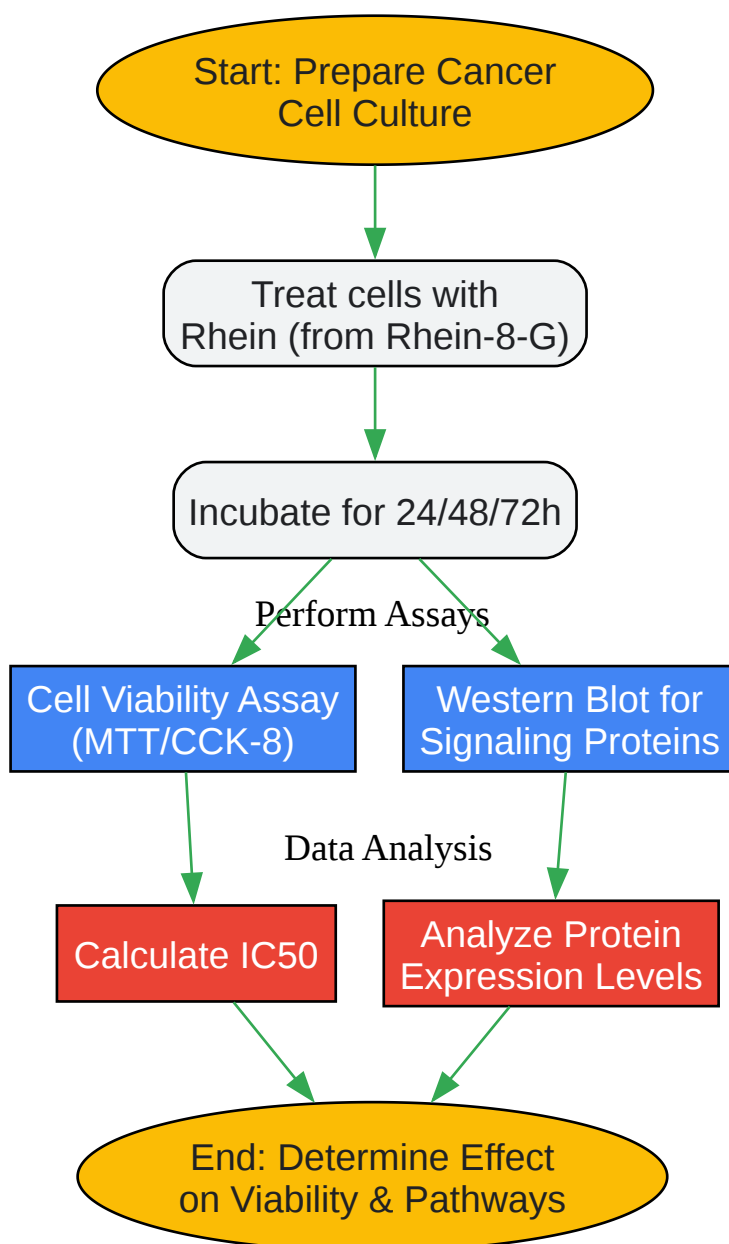 Start: Prepare Cancer
Cell Culture
Treat cells with
Rhein (from Rhein-8-G)
Incubate for 24/48/72h
Perform Assays
Cell Viability Assay
(MTT/CCK-8)
Western Blot for
Signaling Proteins
Data Analysis
Calculate IC50
Analyze Protein
Expression Levels
End: Determine Effect
on Viability & Pathways